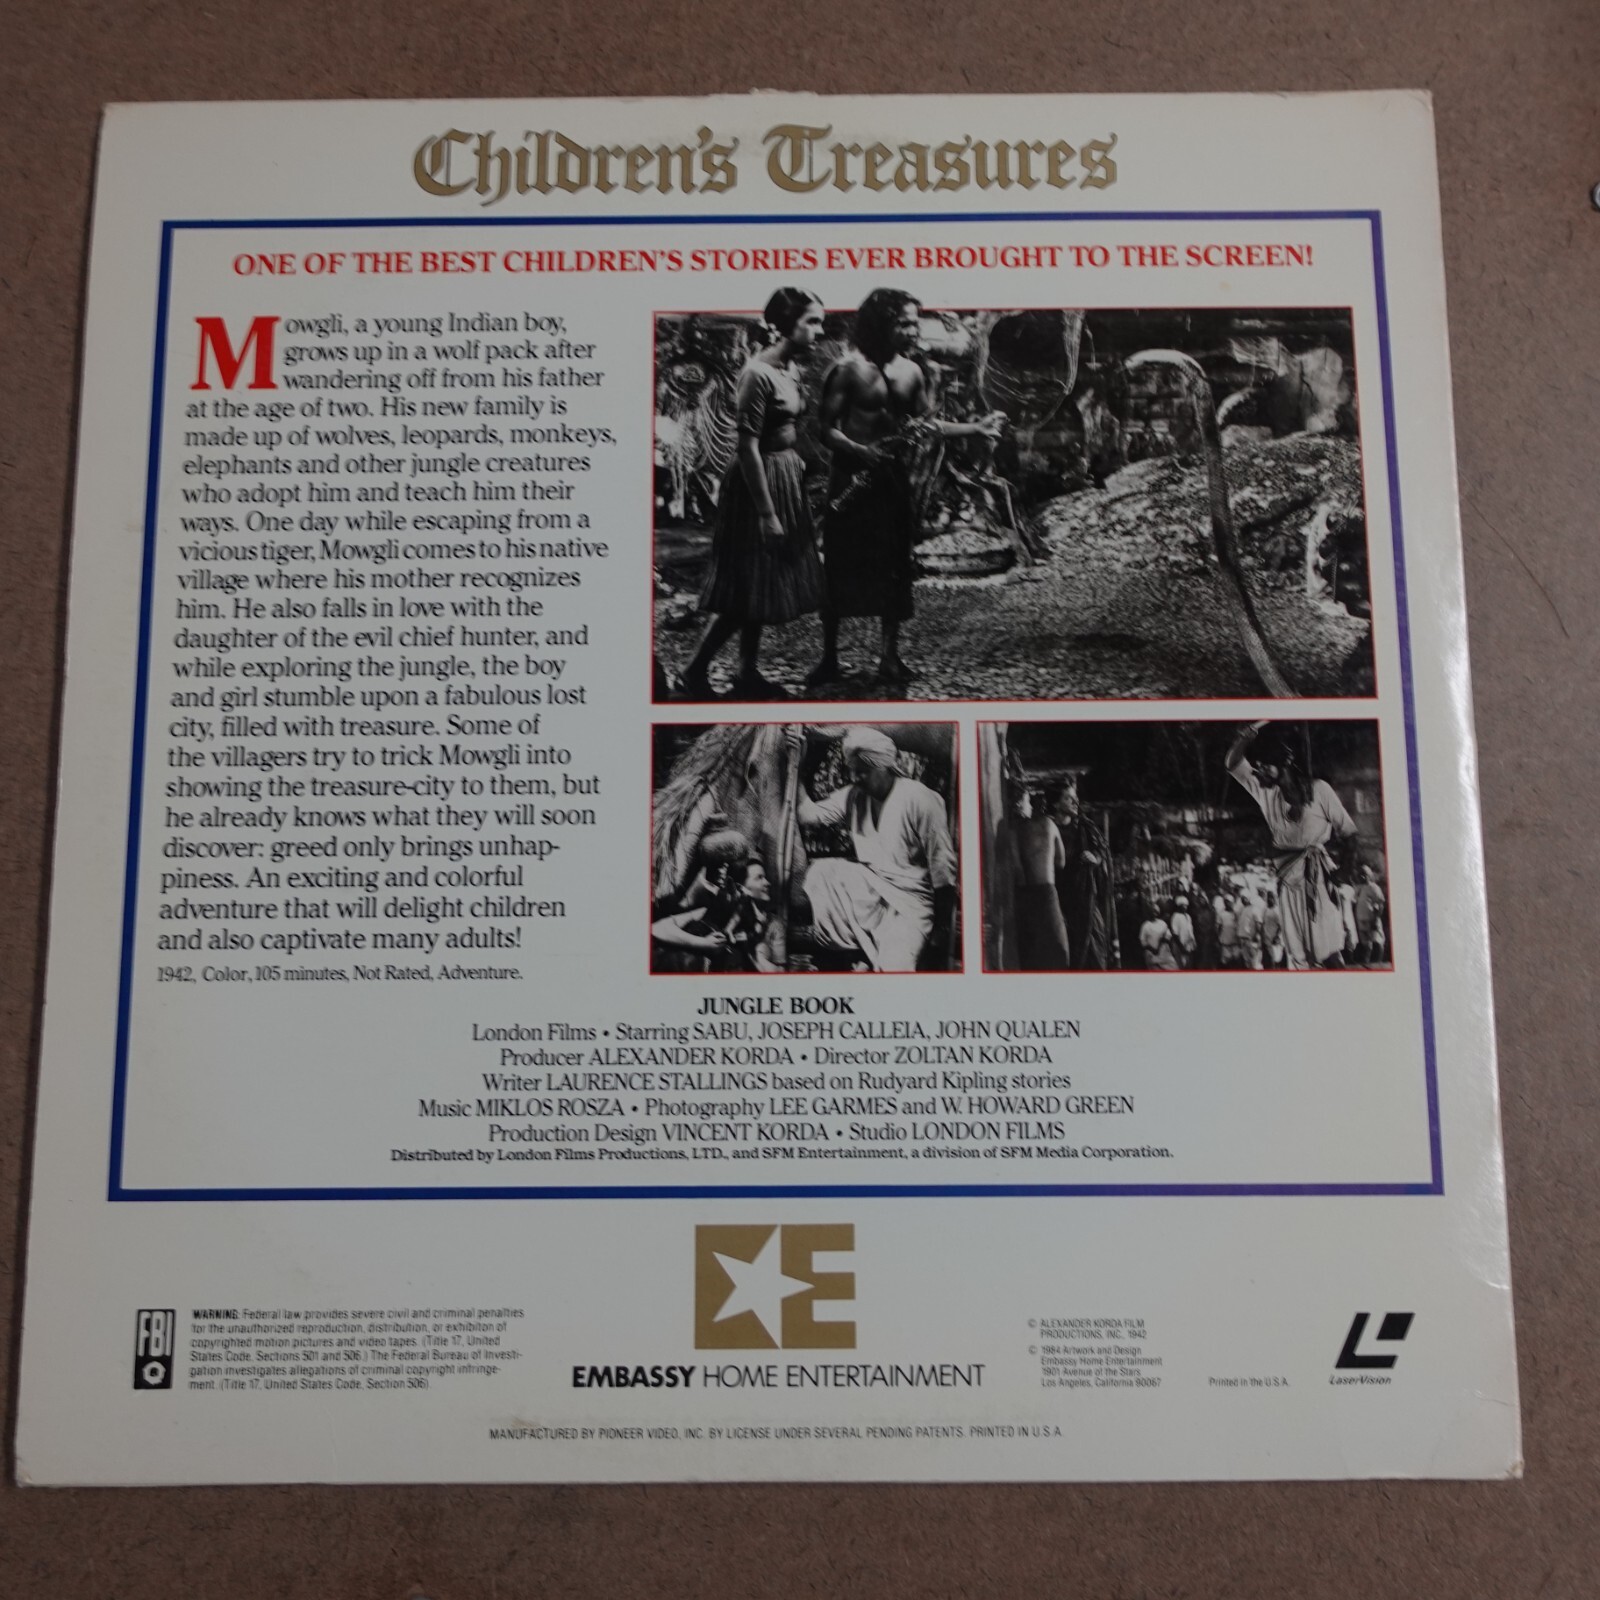 Children's Treasures
ONE OF THE BEST CHILDREN'S STORIES EVER BROUGHT TO THE SCREEN!
Mowgli, a young Indian boy,
grows up in a wolf pack after
wandering off from his father
at the age of two. His new family is
made up of wolves, leopards, monkeys,
elephants and other jungle creatures
who adopt him and teach him their
ways. One day while escaping from a
vicious tiger, Mowgli comes to his native
village where his mother recognizes
him. He also falls in love with the
daughter of the evil chief hunter, and
while exploring the jungle, the boy
and girl stumble upon a fabulous lost
city, filled with treasure. Some of
the villagers try to trick Mowgli into
showing the treasure-city to them, but
he already knows what they will soon
discover: greed only brings unhap-
piness. An exciting and colorful
adventure that will delight children
and also captivate many adults!
1942, Color, 105 minutes, Not Rated, Adventure.
JUNGLE BOOK
London Films • Starring SABU, JOSEPH CALLEIA, JOHN QUALEN
Producer ALEXANDER KORDA • Director ZOLTAN KORDA
Writer LAURENCE STALLINGS based on Rudyard Kipling stories
Music MIKLOS ROSZA • Photography LEE GARMES and W. HOWARD GREEN
Production Design VINCENT KORDA • Studio LONDON FILMS
Distributed by London Films Productions, LTD., and SFM Entertainment, a division of SFM Media Corporation.
E
EMBASSY HOME ENTERTAINMENT
FBI
WARNING: Federal law provides severe civil and criminal penalties
for the unauthorized reproduction, distribution, or exhibiton of
copyrighted motion pictures and video tapes. (Title 17, United
States Code, Sections 501 and 506.) The Federal Bureau of Investi-
gation investigates allegations of criminal copyright infringe-
ment. (Title 17, United States Code, Section 506)
© ALEXANDER KORDA FILM
PRODUCTIONS, INC., 1942
© 1984 Artwork and Design
Embassy Home Entertainment
1901 Avenue of the Stars
Los Angeles, California 90067
Printed in the U.S.A.
LaserVision
MANUFACTURED BY PIONEER VIDEO, INC. BY LICENSE UNDER SEVERAL PENDING PATENTS. PRINTED IN U.S.A.